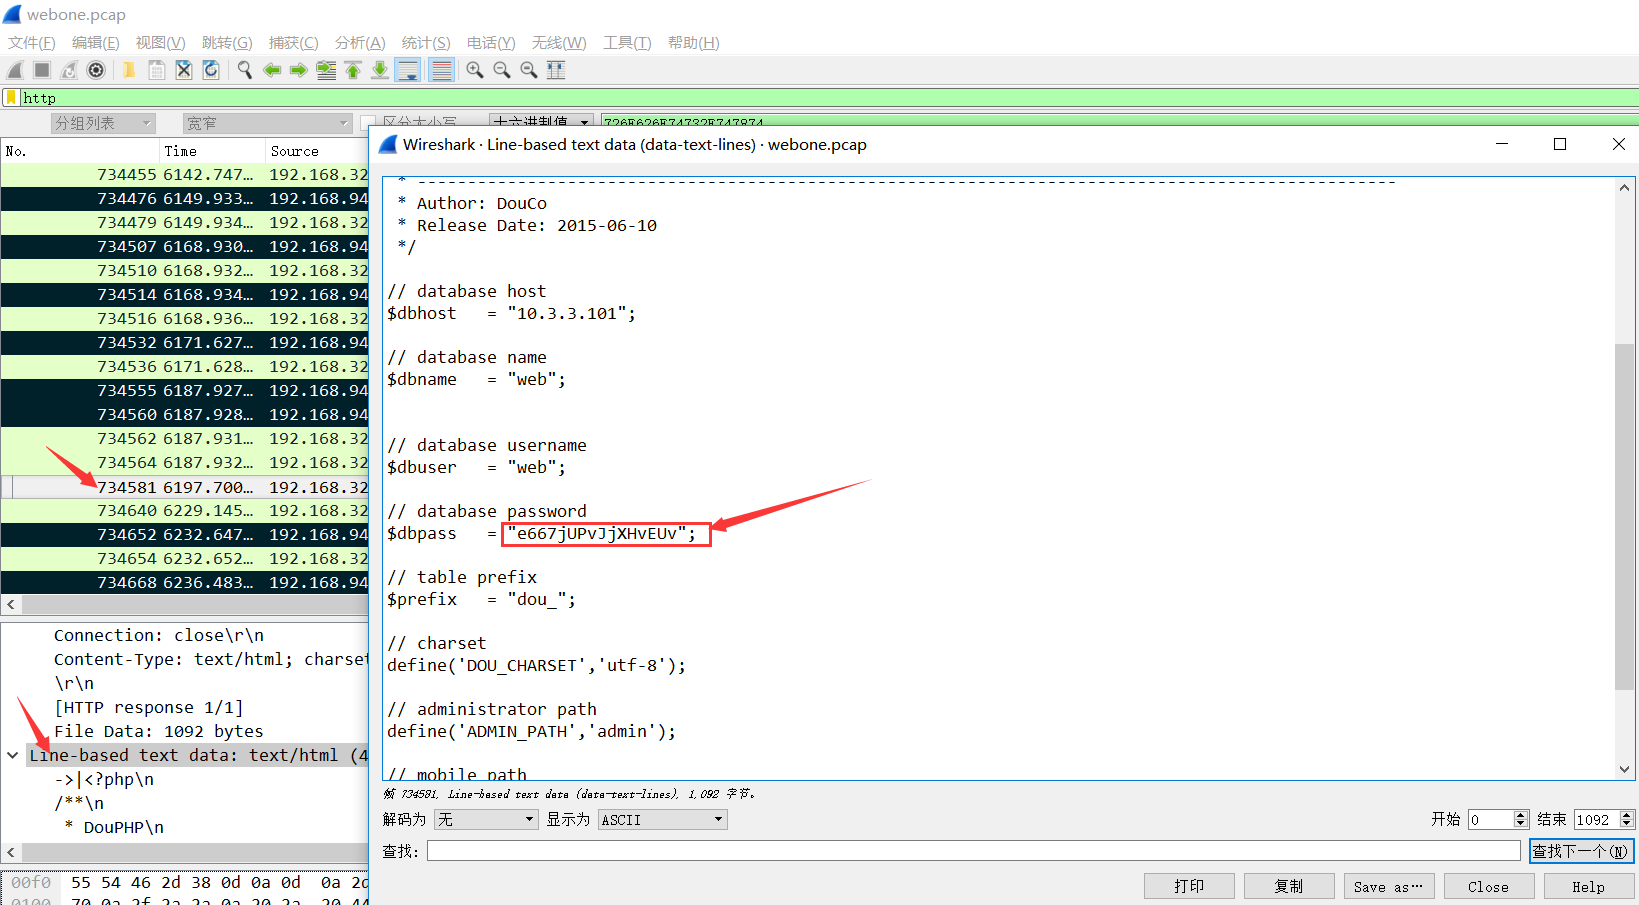 webone.pcap
文件(F) 编辑(E) 视图(V) 跳转(G) 捕获(C) 分析(A) 统计(S) 电话(Y) 无线(W) 工具(T) 帮助(H)
http
分组列表 宽窄 区分大小写 十六进制值 726F626F74732E747874
No. Time Source
734455 6142.747… 192.168.32
734476 6149.933… 192.168.94
734479 6149.934… 192.168.32
734507 6168.930… 192.168.94
734510 6168.932… 192.168.32
734514 6168.934… 192.168.94
734516 6168.936… 192.168.32
734532 6171.627… 192.168.94
734536 6171.628… 192.168.32
734555 6187.927… 192.168.94
734560 6187.928… 192.168.94
734562 6187.931… 192.168.32
734564 6187.932… 192.168.32
734581 6197.700… 192.168.32
734640 6229.145… 192.168.32
734652 6232.647… 192.168.94
734654 6232.652… 192.168.32
734668 6236.483… 192.168.94
Connection: close\r\n
Content-Type: text/html; charset
\r\n
[HTTP response 1/1]
File Data: 1092 bytes
Line-based text data: text/html (4
->|<?php\n
/**\n
* DouPHP\n
00f0 55 54 46 2d 38 0d 0a 0d 0a 2d
0100 70 0a 2f 2a 2a 0a 20 2a 20 44
Wireshark · Line-based text data (data-text-lines) · webone.pcap
* --------------------------------------------------------------------------------------------------
* Author: DouCo
* Release Date: 2015-06-10
*/
// database host
$dbhost   = "10.3.3.101";
// database name
$dbname   = "web";
// database username
$dbuser   = "web";
// database password
$dbpass   = "e667jUPvJjXHvEUv";
// table prefix
$prefix   = "dou_";
// charset
define('DOU_CHARSET','utf-8');
// administrator path
define('ADMIN_PATH','admin');
// mobile path
帧 734581, Line-based text data (data-text-lines), 1,092 字节。
解码为 无 显示为 ASCII 开始 0 结束 1092
查找: 查找下一个(N)
打印 复制 Save as… Close Help